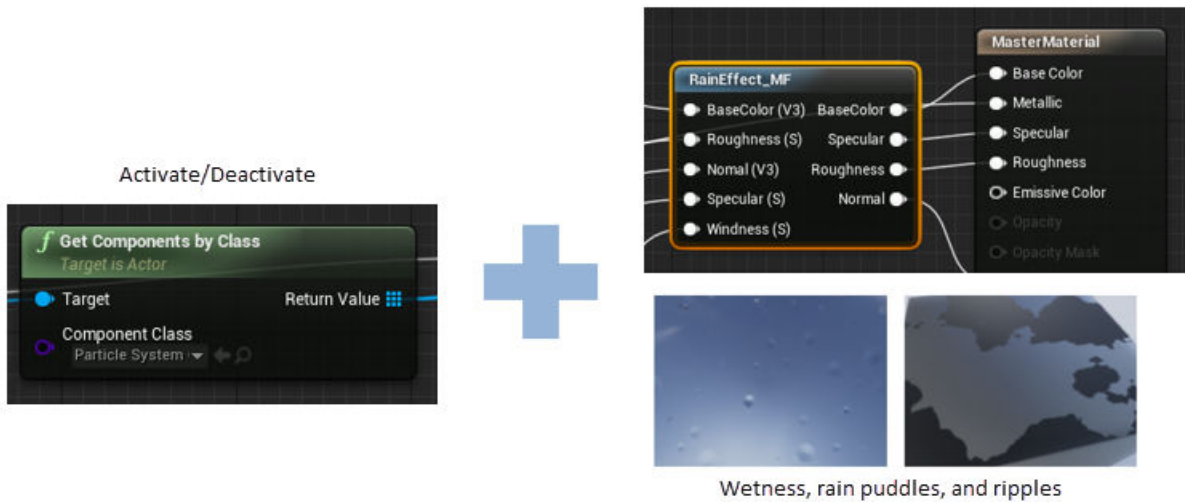 Activate/Deactivate
f Get Components by Class
Target is Actor
Target Return Value
Component Class
Particle System
RainEffect_MF
BaseColor (V3) BaseColor
Roughness (S) Specular
Nomal (V3) Roughness
Specular (S) Normal
Windness (S)
MasterMaterial
Base Color
Metallic
Specular
Roughness
Emissive Color
Opacity
Opacity Mask
Wetness, rain puddles, and ripples